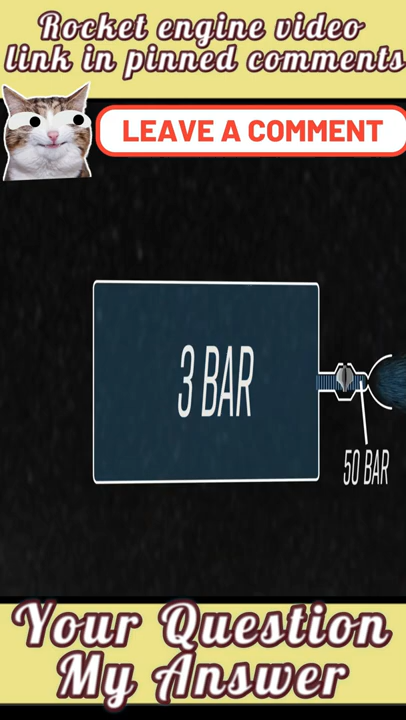 Rocket engine video
link in pinned comments
LEAVE A COMMENT
3 BAR
50 BAR
Your Question
My Answer